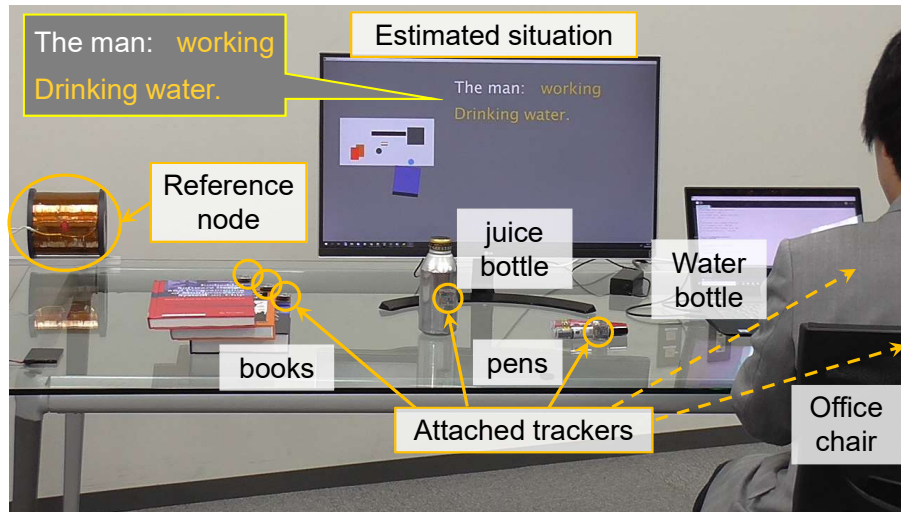 The man: working
Drinking water.
Estimated situation
The man: working
Drinking water.
Reference
node
juice
bottle
Water
bottle
books
pens
Attached trackers
Office
chair